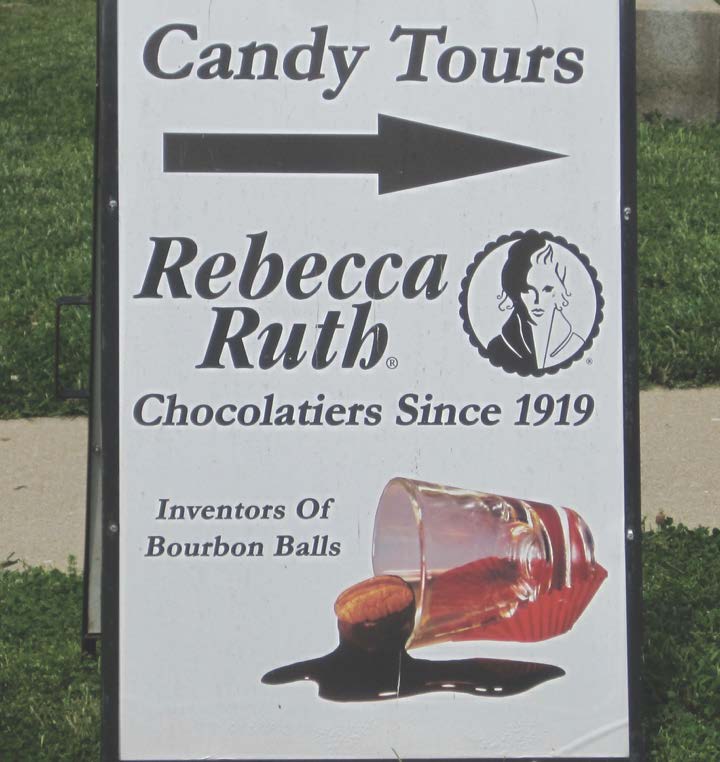 Candy Tours
Rebecca
Ruth®
®
Chocolatiers Since 1919
Inventors Of
Bourbon Balls